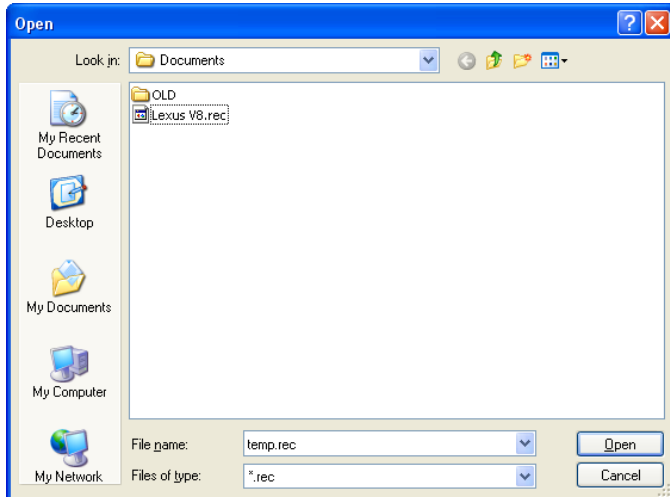 Open
Look in: Documents
OLD
Lexus V8.rec
My Recent
Documents
Desktop
My Documents
My Computer
My Network
File name: temp.rec Open
Files of type: *.rec Cancel